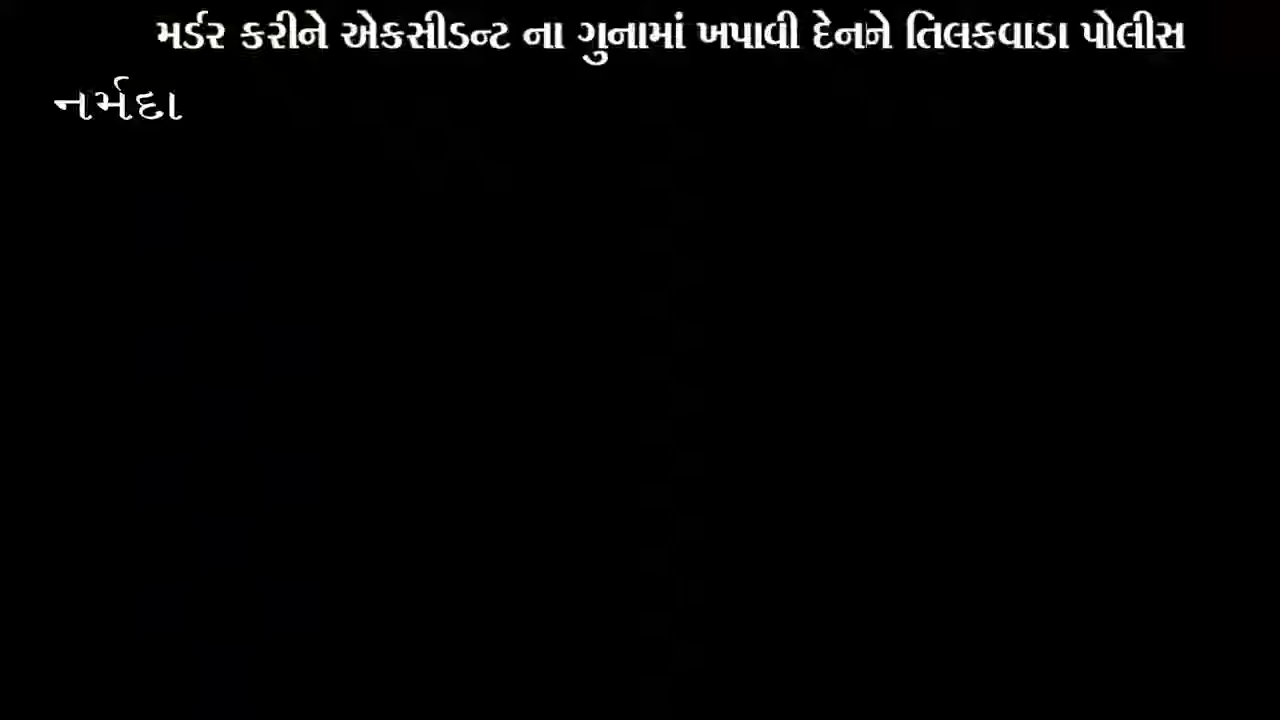 મર્ડર કરીને એકસીડન્ટ ના ગુનામાં ખપાવી દેનને તિલકવાડા પોલીસ
નર્મદા